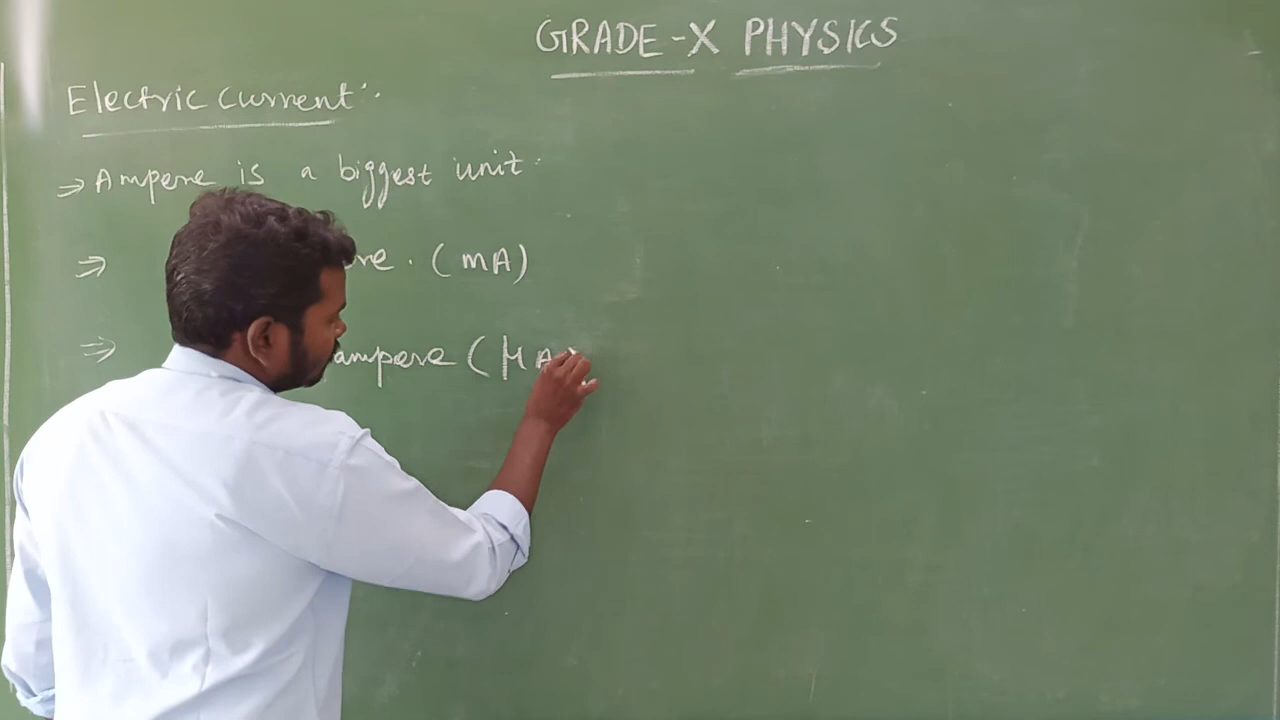 GRADE-X PHYSICS
Electric current:.
⇒ Ampere is a biggest unit.
⇒ re. (mA)
⇒ ampere (μA)